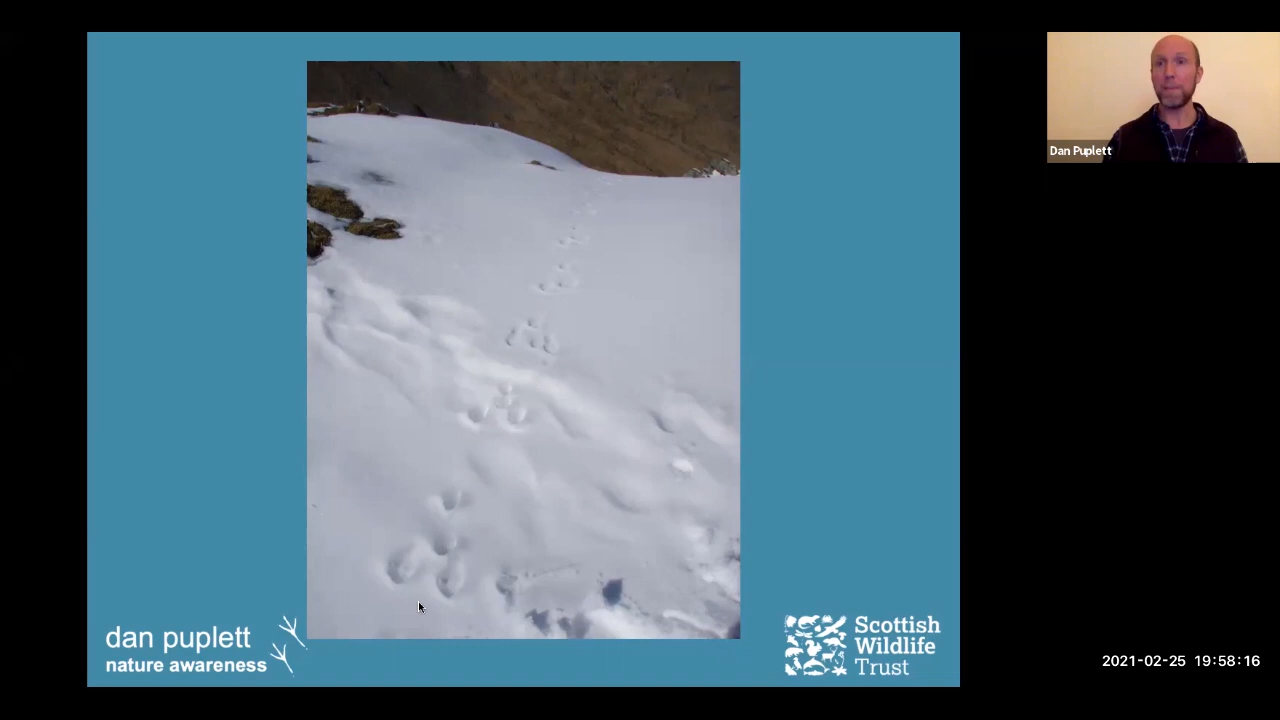 Dan Puplett
dan puplett
nature awareness
Scottish
Wildlife
Trust
2021-02-25 19:58:16